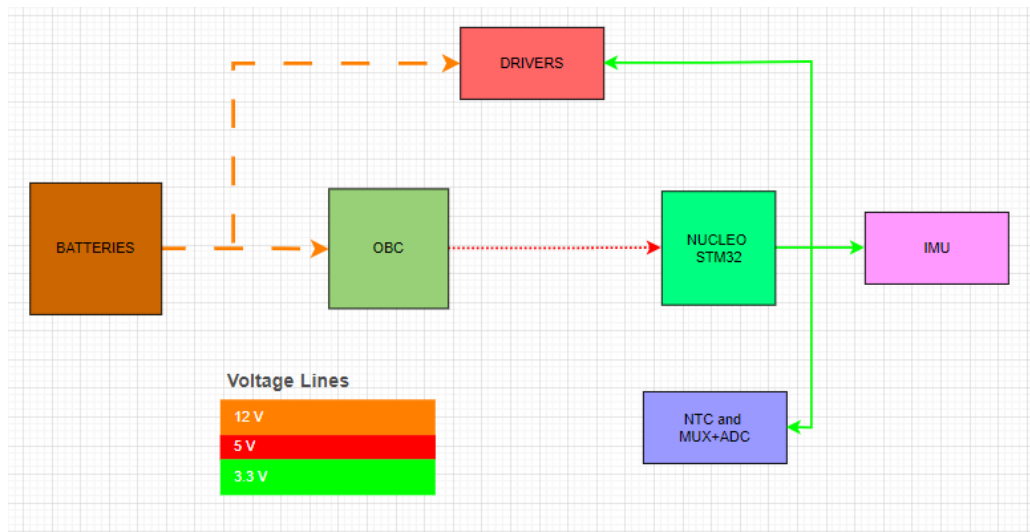 DRIVERS
BATTERIES
OBC
NUCLEO
STM32
IMU
Voltage Lines
12 V
5 V
3.3 V
NTC and
MUX+ADC